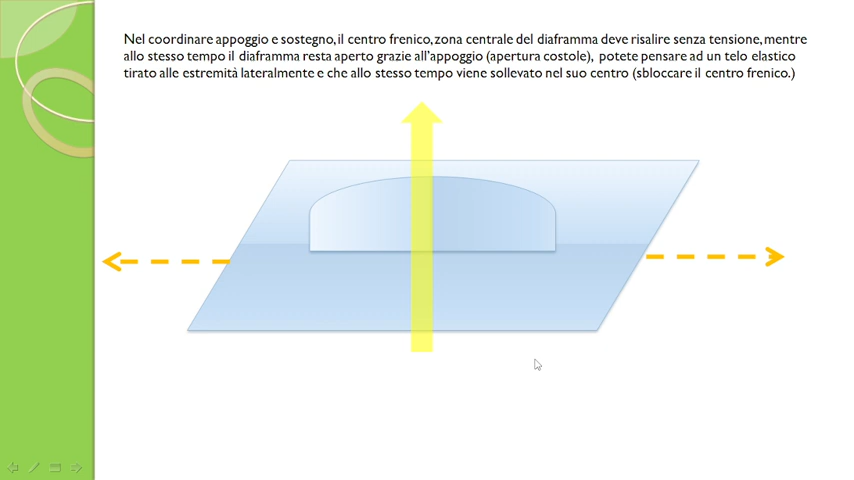 Nel coordinare appoggio e sostegno, il centro frenico, zona centrale del diaframma deve risalire senza tensione, mentre
allo stesso tempo il diaframma resta aperto grazie all'appoggio (apertura costole), potete pensare ad un telo elastico
tirato alle estremità lateralmente e che allo stesso tempo viene sollevato nel suo centro (sbloccare il centro frenico.)